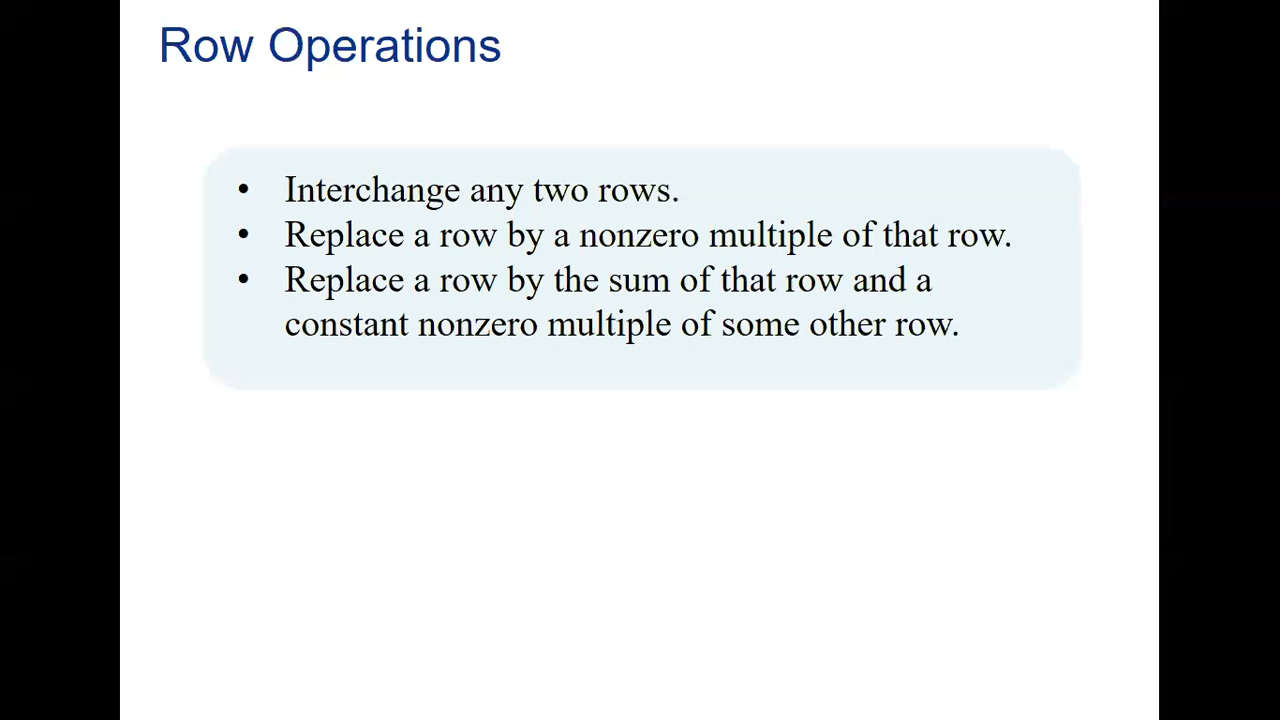 Row Operations
• Interchange any two rows.
• Replace a row by a nonzero multiple of that row.
• Replace a row by the sum of that row and a
constant nonzero multiple of some other row.